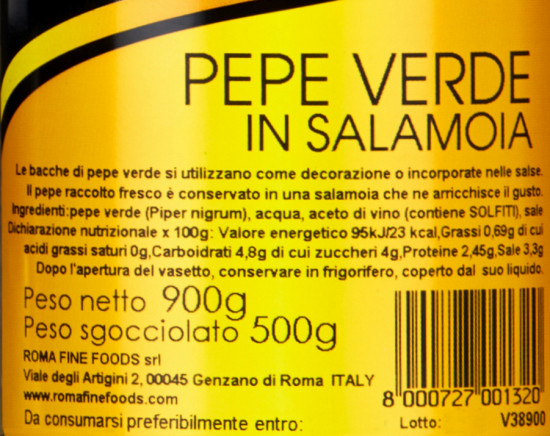 PEPE VERDE
IN SALAMOIA
Le bacche di pepe verde si utilizzano come decorazione o incorporate nelle salse.
Il pepe raccolto fresco è conservato in una salamoia che ne arricchisce il gusto.
Ingredienti:pepe verde (Piper nigrum), acqua, aceto di vino (contiene SOLFITI), sale
Dichiarazione nutrizionale x 100g: Valore energetico 95kJ/23 kcal,Grassi 0,69g di cui
acidi grassi saturi 0g,Carboidrati 4,8g di cui zuccheri 4g,Proteine 2,45g,Sale 3,3g
Dopo l'apertura del vasetto, conservare in frigorifero, coperto dal suo liquido.
Peso netto 900g
Peso sgocciolato 500g
ROMA FINE FOODS srl
Viale degli Artigini 2, 00045 Genzano di Roma ITALY
www.romafinefoods.com
8 000727 001320
Da consumarsi preferibilmente entro:
Lotto: V38900